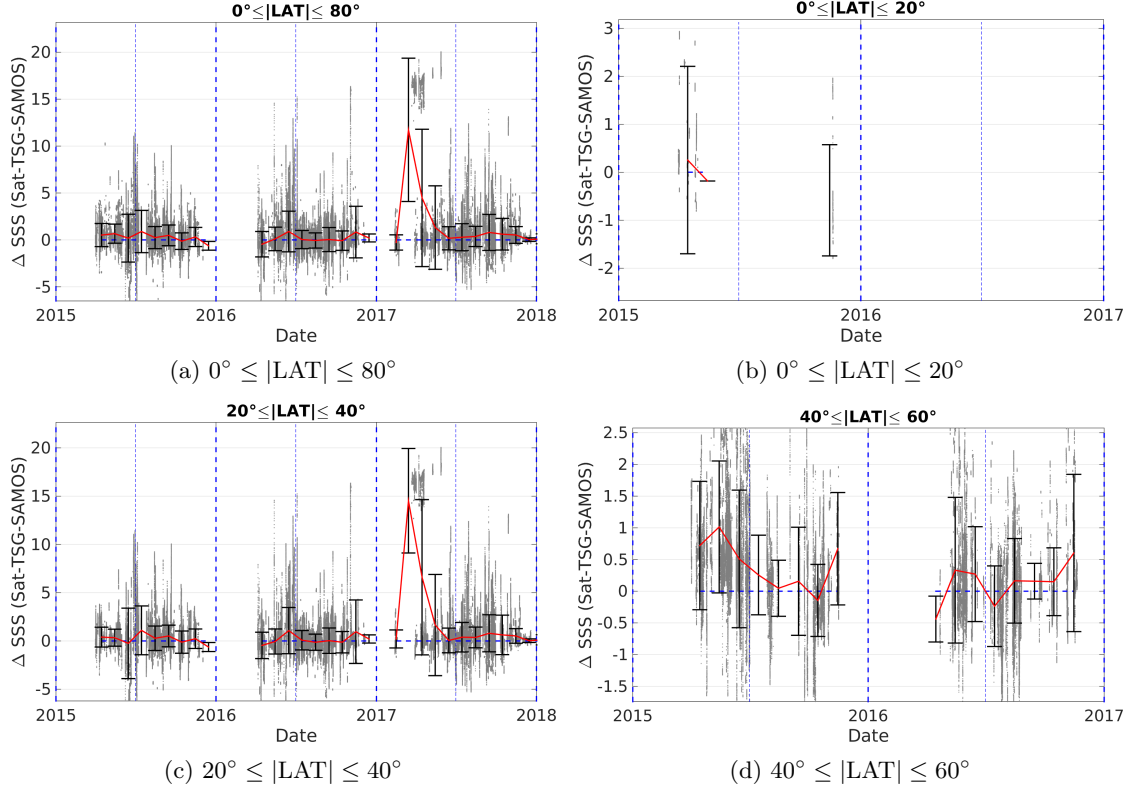 0°≤|LAT|≤ 80°
Δ SSS (Sat-TSG-SAMOS)
20
15
10
5
0
-5
2015
2016
2017
2018
Date
(a) 0° ≤ |LAT| ≤ 80°
0°≤|LAT|≤ 20°
Δ SSS (Sat-TSG-SAMOS)
3
2
1
0
-1
-2
2015
2016
2017
Date
(b) 0° ≤ |LAT| ≤ 20°
20°≤|LAT|≤ 40°
Δ SSS (Sat-TSG-SAMOS)
20
15
10
5
0
-5
2015
2016
2017
2018
Date
(c) 20° ≤ |LAT| ≤ 40°
40°≤|LAT|≤ 60°
Δ SSS (Sat-TSG-SAMOS)
2.5
2
1.5
1
0.5
0
-0.5
-1
-1.5
2015
2016
2017
Date
(d) 40° ≤ |LAT| ≤ 60°